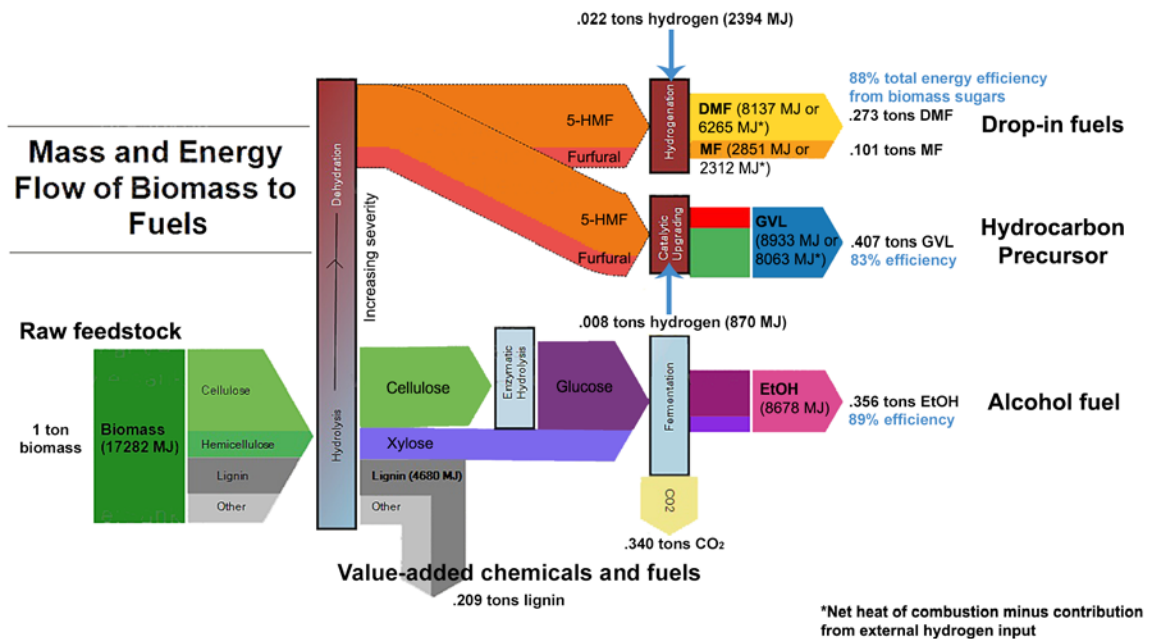 .022 tons hydrogen (2394 MJ)
Mass and Energy
Flow of Biomass to
Fuels
Dehydration
Hydrolysis
Increasing severity
5-HMF
Furfural
Hydrogenation
DMF (8137 MJ or
6265 MJ*)
MF (2851 MJ or
2312 MJ*)
88% total energy efficiency
from biomass sugars
.273 tons DMF
.101 tons MF
Drop-in fuels
5-HMF
Furfural
Catalytic
Upgrading
GVL
(8933 MJ or
8063 MJ*)
.407 tons GVL
83% efficiency
Hydrocarbon
Precursor
.008 tons hydrogen (870 MJ)
Raw feedstock
1 ton
biomass
Biomass
(17282 MJ)
Cellulose
Hemicellulose
Lignin
Other
Cellulose
Enzymatic
Hydrolysis
Glucose
Xylose
Lignin (4680 MJ)
Other
Fermentation
EtOH
(8678 MJ)
.356 tons EtOH
89% efficiency
Alcohol fuel
CO2
.340 tons CO₂
Value-added chemicals and fuels
.209 tons lignin
*Net heat of combustion minus contribution
from external hydrogen input